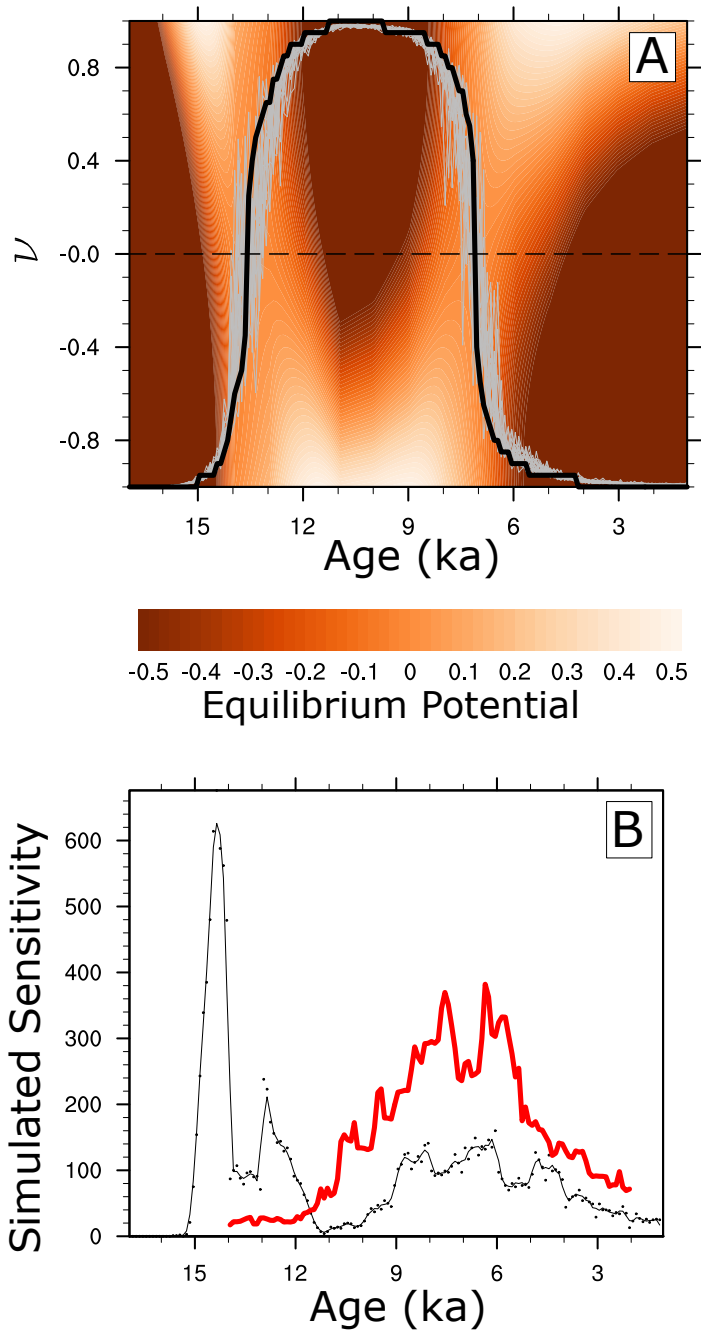 A
0.8
0.4
ν
-0.0
-0.4
-0.8
15 12 9 6 3
Age (ka)
-0.5 -0.4 -0.3 -0.2 -0.1 0 0.1 0.2 0.3 0.4 0.5
Equilibrium Potential
B
Simulated Sensitivity
600
500
400
300
200
100
0
15 12 9 6 3
Age (ka)